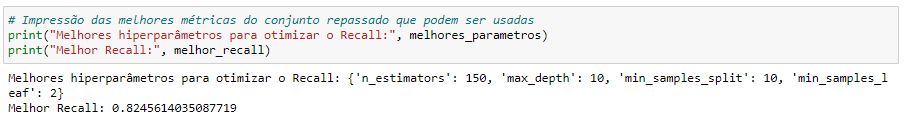 # Impressão das melhores métricas do conjunto repassado que podem ser usadas
print("Melhores hiperparâmetros para otimizar o Recall:", melhores_parametros)
print("Melhor Recall:", melhor_recall)
Melhores hiperparâmetros para otimizar o Recall: {'n_estimators': 150, 'max_depth': 10, 'min_samples_split': 10, 'min_samples_l
eaf': 2}
Melhor Recall: 0.8245614035087719